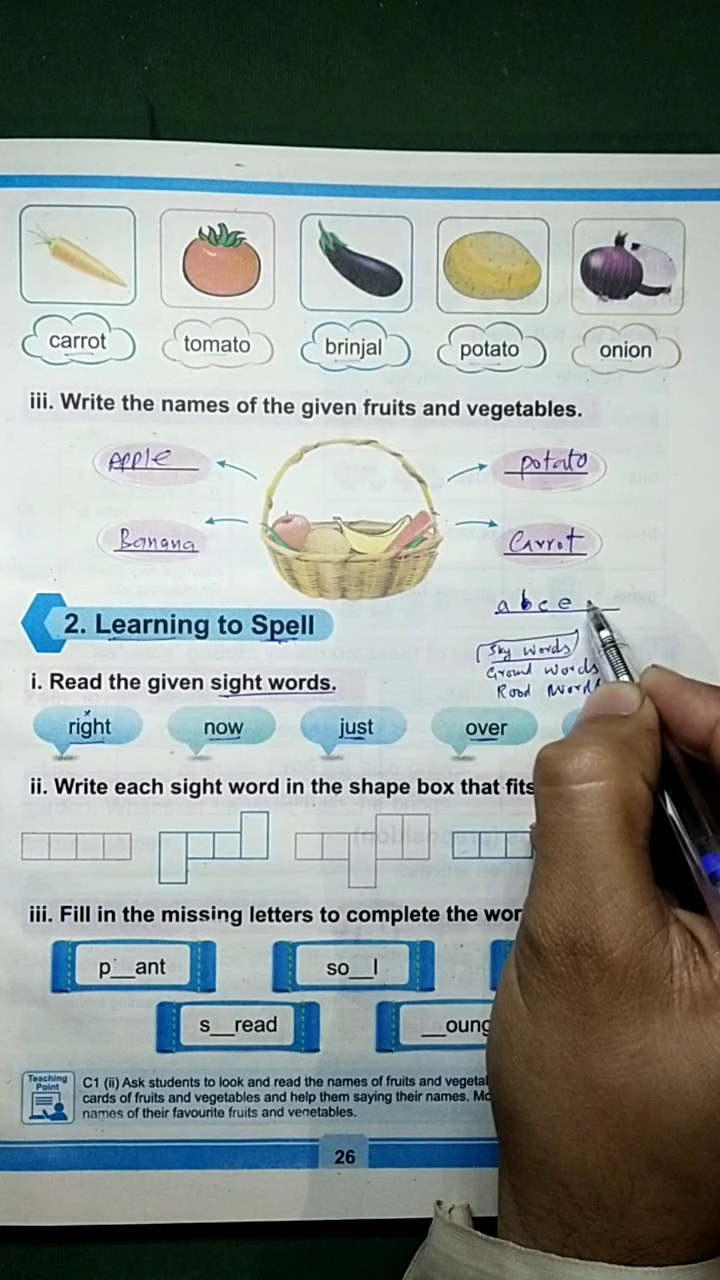 carrot tomato brinjal potato onion
iii. Write the names of the given fruits and vegetables.
Apple potato
Banana Carrot
a b c e
2. Learning to Spell
Sky words
Ground words
i. Read the given sight words.
Rood Word
right now just over
ii. Write each sight word in the shape box that fits
iii. Fill in the missing letters to complete the wor
p__ant so__l
s__read __oung
Teaching Point
C1 (ii) Ask students to look and read the names of fruits and vegetal
cards of fruits and vegetables and help them saying their names.
names of their favourite fruits and vegetables.
26